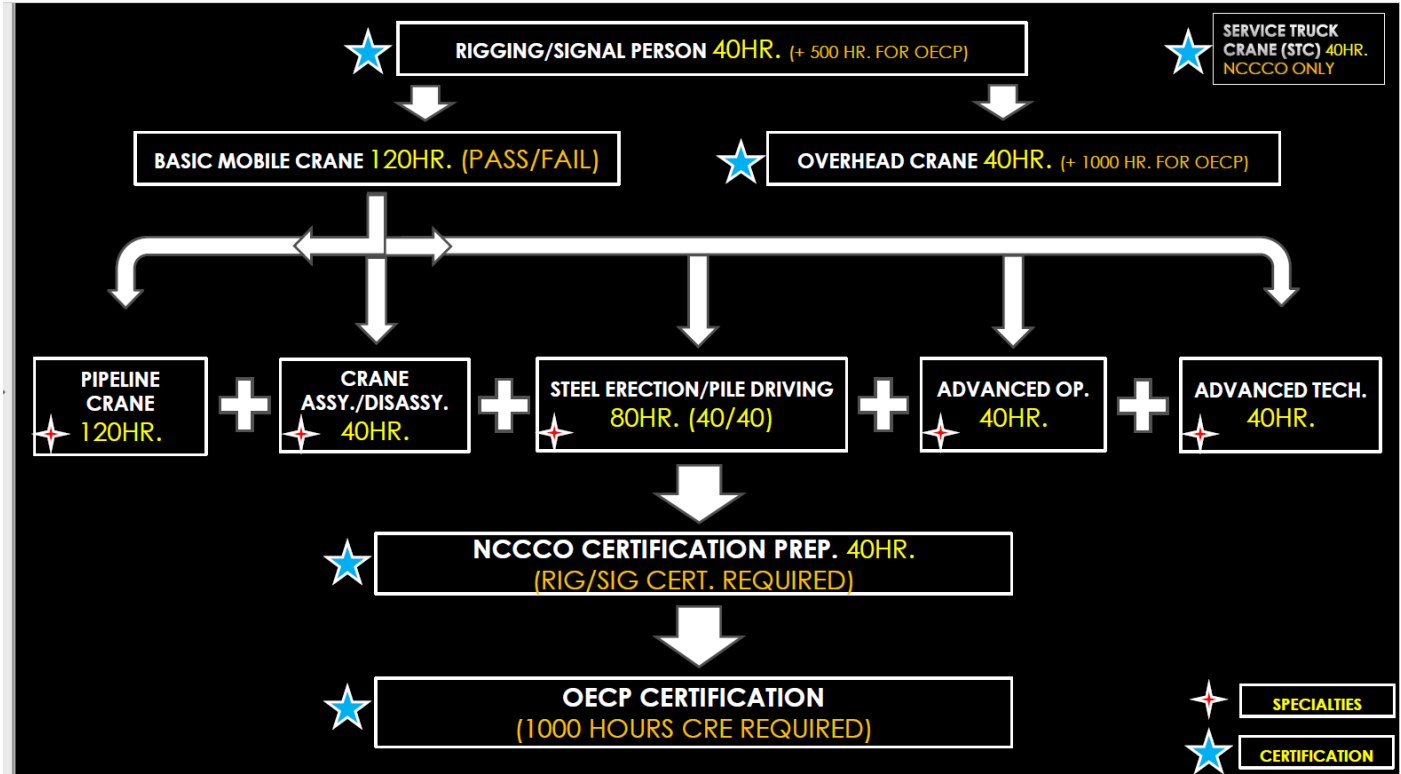 RIGGING/SIGNAL PERSON 40HR. (+ 500 HR. FOR OECP)
SERVICE TRUCK
CRANE (STC) 40HR.
NCCCO ONLY
BASIC MOBILE CRANE 120HR. (PASS/FAIL)
OVERHEAD CRANE 40HR. (+ 1000 HR. FOR OECP)
PIPELINE
CRANE
120HR.
CRANE
ASSY./DISASSY.
40HR.
STEEL ERECTION/PILE DRIVING
80HR. (40/40)
ADVANCED OP.
40HR.
ADVANCED TECH.
40HR.
NCCCO CERTIFICATION PREP. 40HR.
(RIG/SIG CERT. REQUIRED)
OECP CERTIFICATION
(1000 HOURS CRE REQUIRED)
SPECIALTIES
CERTIFICATION